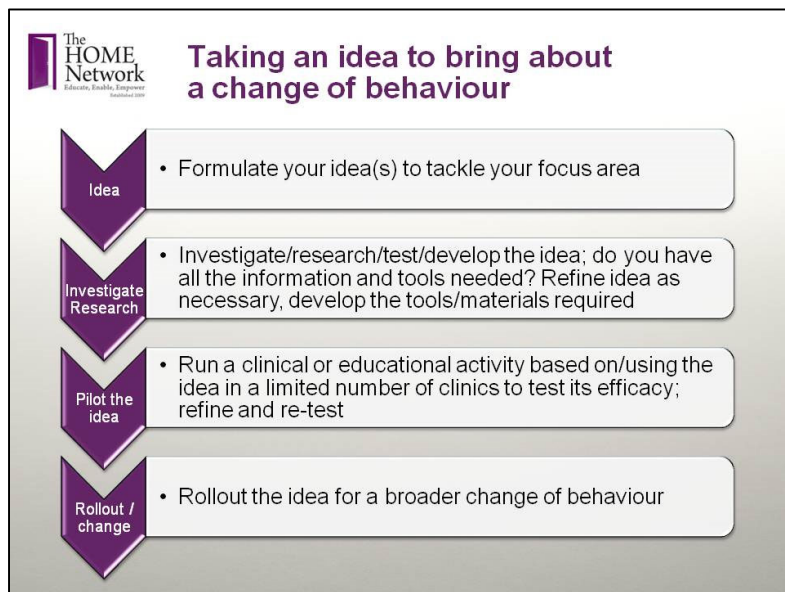 The
HOME
Network
Educate, Enable, Empower
Established 2009
Taking an idea to bring about
a change of behaviour
Idea
• Formulate your idea(s) to tackle your focus area
Investigate
Research
• Investigate/research/test/develop the idea; do you have
all the information and tools needed? Refine idea as
necessary, develop the tools/materials required
Pilot the
idea
• Run a clinical or educational activity based on/using the
idea in a limited number of clinics to test its efficacy;
refine and re-test
Rollout /
change
• Rollout the idea for a broader change of behaviour